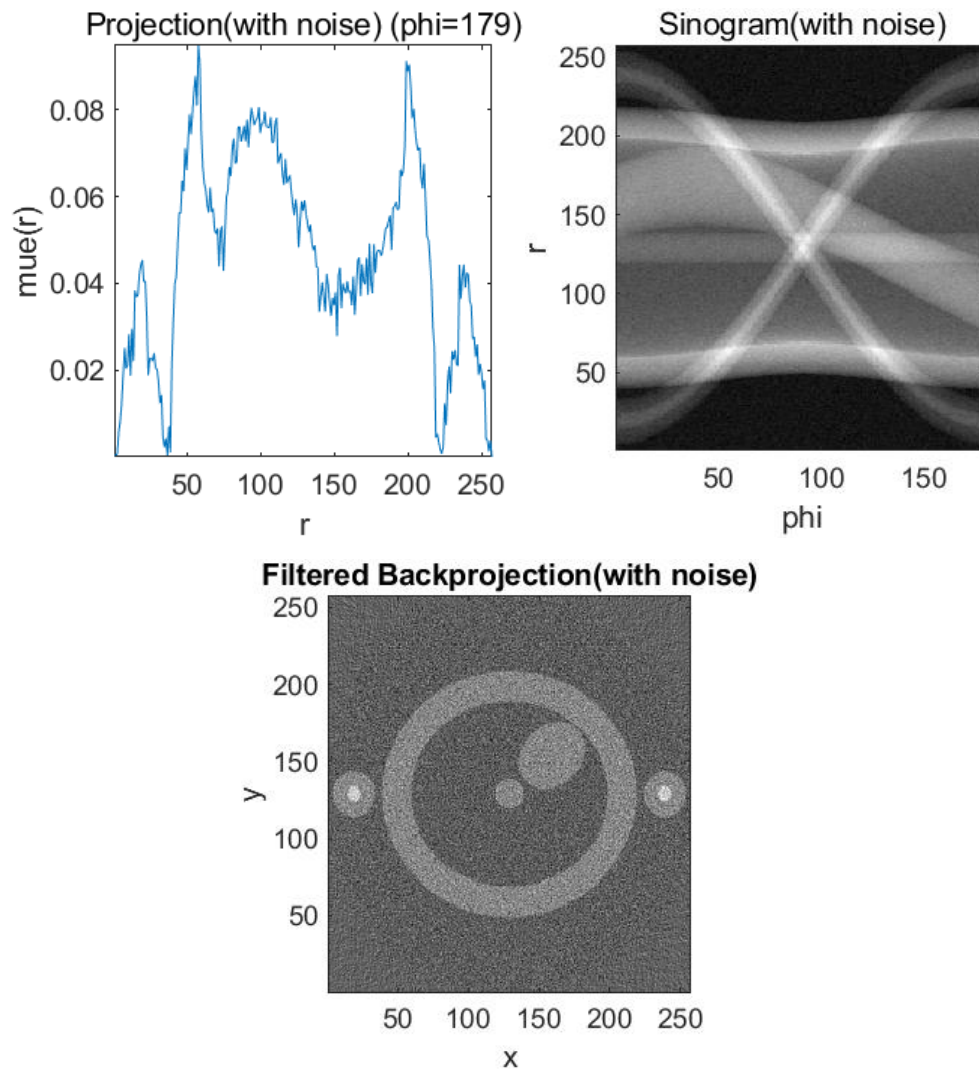 Projection(with noise) (phi=179)
mue(r)
0.08
0.06
0.04
0.02
50 100 150 200 250
r
Sinogram(with noise)
r
250
200
150
100
50
50 100 150
phi
Filtered Backprojection(with noise)
y
250
200
150
100
50
50 100 150 200 250
x